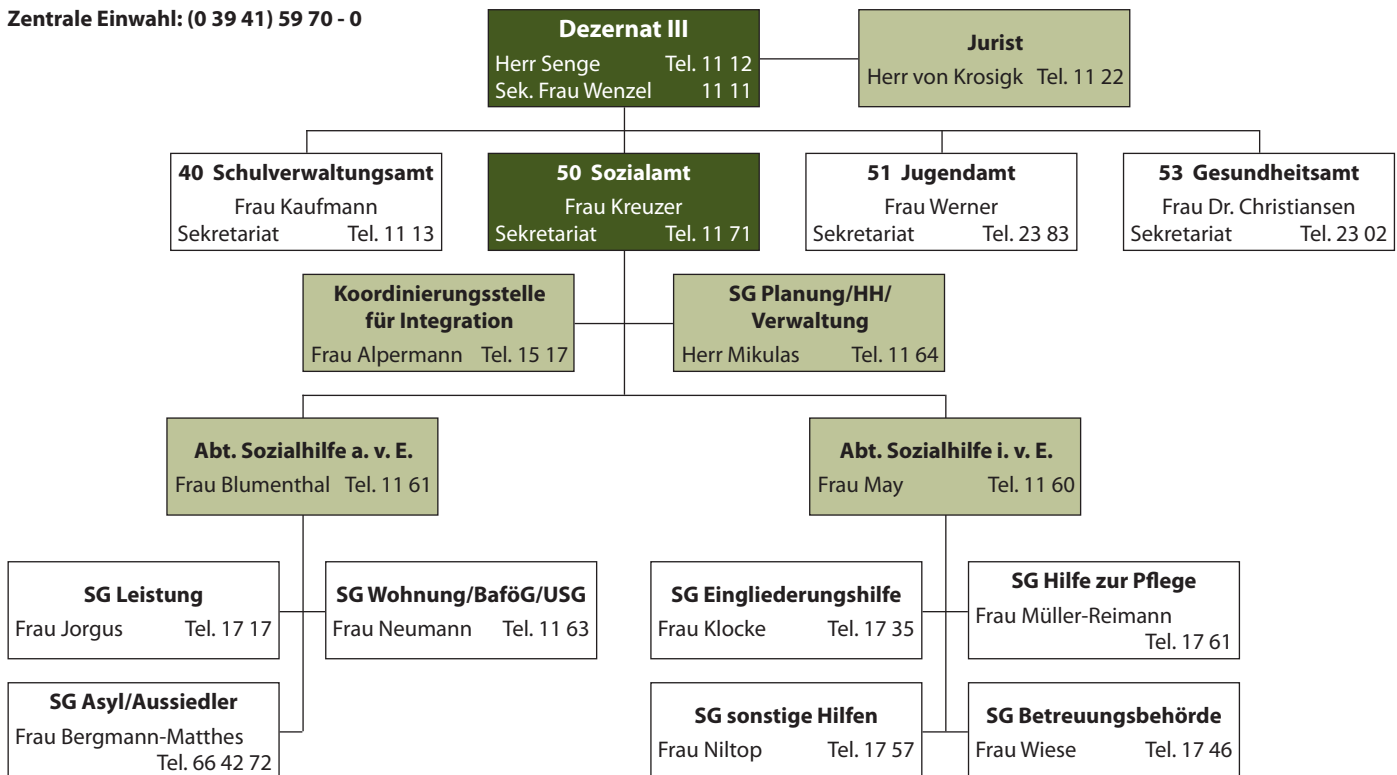 Zentrale Einwahl: (0 39 41) 59 70 - 0
Dezernat III
Herr Senge Tel. 11 12
Sek. Frau Wenzel 11 11
Jurist
Herr von Krosigk Tel. 11 22
40 Schulverwaltungsamt
Frau Kaufmann
Sekretariat Tel. 11 13
50 Sozialamt
Frau Kreuzer
Sekretariat Tel. 11 71
51 Jugendamt
Frau Werner
Sekretariat Tel. 23 83
53 Gesundheitsamt
Frau Dr. Christiansen
Sekretariat Tel. 23 02
Koordinierungsstelle
für Integration
Frau Alpermann Tel. 15 17
SG Planung/HH/
Verwaltung
Herr Mikulas Tel. 11 64
Abt. Sozialhilfe a. v. E.
Frau Blumenthal Tel. 11 61
Abt. Sozialhilfe i. v. E.
Frau May Tel. 11 60
SG Leistung
Frau Jorgus Tel. 17 17
SG Wohnung/BaföG/USG
Frau Neumann Tel. 11 63
SG Eingliederungshilfe
Frau Klocke Tel. 17 35
SG Hilfe zur Pflege
Frau Müller-Reimann
Tel. 17 61
SG Asyl/Aussiedler
Frau Bergmann-Matthes
Tel. 66 42 72
SG sonstige Hilfen
Frau Niltop Tel. 17 57
SG Betreuungsbehörde
Frau Wiese Tel. 17 46